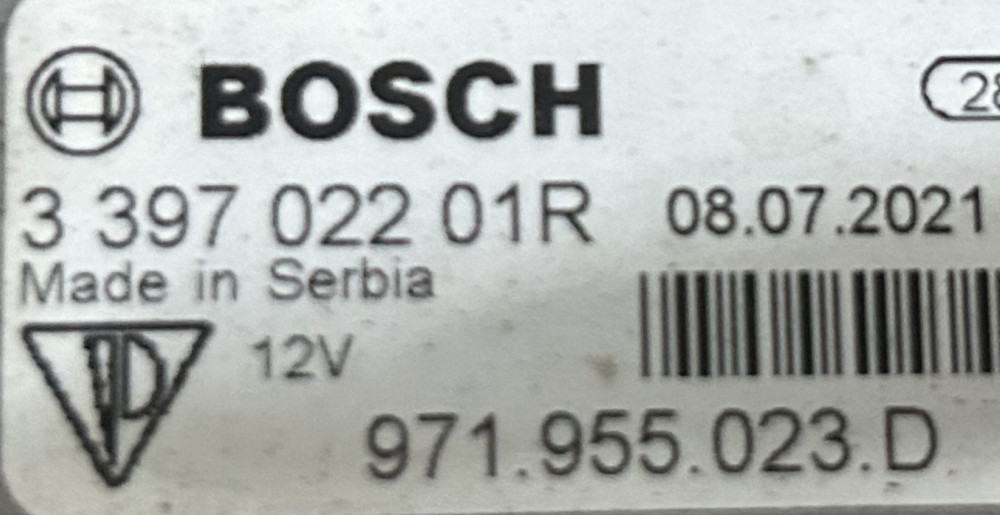 BOSCH
3 397 022 01R 08.07.2021
Made in Serbia
12V
971.955.023.D